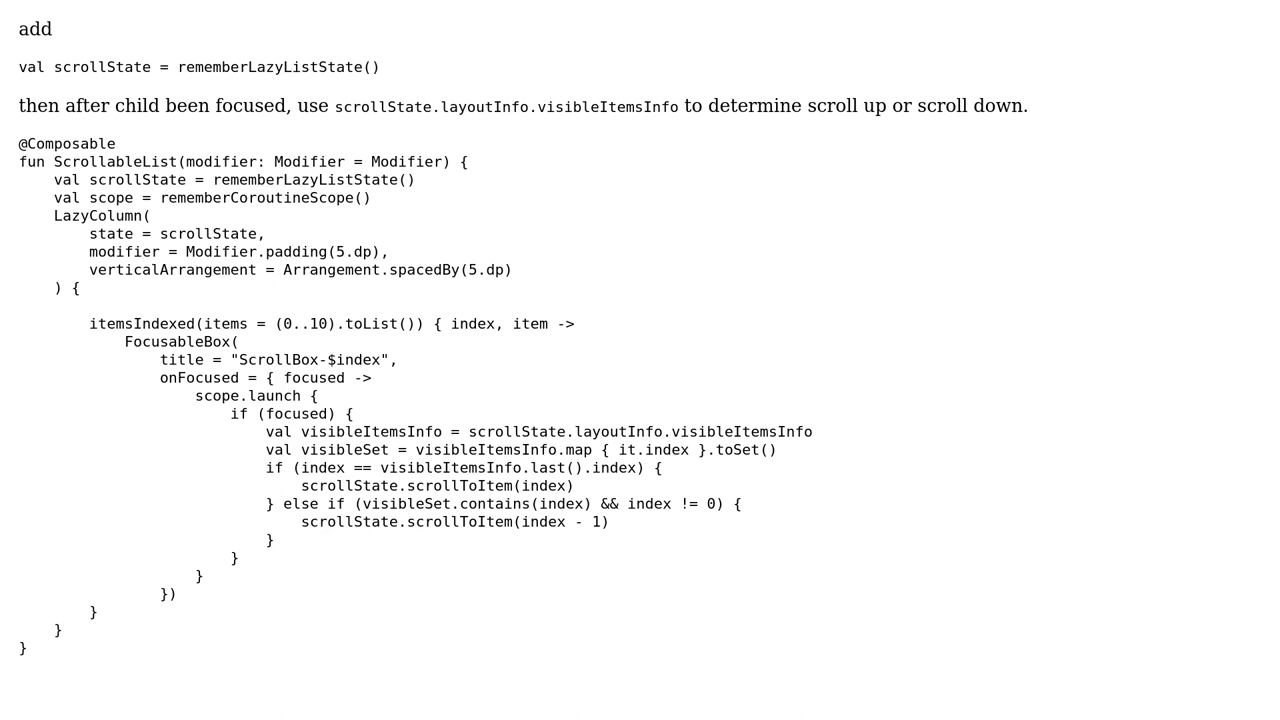 add
val scrollState = rememberLazyListState()
then after child been focused, use scrollState.layoutInfo.visibleItemsInfo to determine scroll up or scroll down.
@Composable
fun ScrollableList(modifier: Modifier = Modifier) {
    val scrollState = rememberLazyListState()
    val scope = rememberCoroutineScope()
    LazyColumn(
        state = scrollState,
        modifier = Modifier.padding(5.dp),
        verticalArrangement = Arrangement.spacedBy(5.dp)
    ) {

        itemsIndexed(items = (0..10).toList()) { index, item ->
            FocusableBox(
                title = "ScrollBox-$index",
                onFocused = { focused ->
                    scope.launch {
                        if (focused) {
                            val visibleItemsInfo = scrollState.layoutInfo.visibleItemsInfo
                            val visibleSet = visibleItemsInfo.map { it.index }.toSet()
                            if (index == visibleItemsInfo.last().index) {
                                scrollState.scrollToItem(index)
                            } else if (visibleSet.contains(index) && index != 0) {
                                scrollState.scrollToItem(index - 1)
                            }
                        }
                    }
                })
        }
    }
}